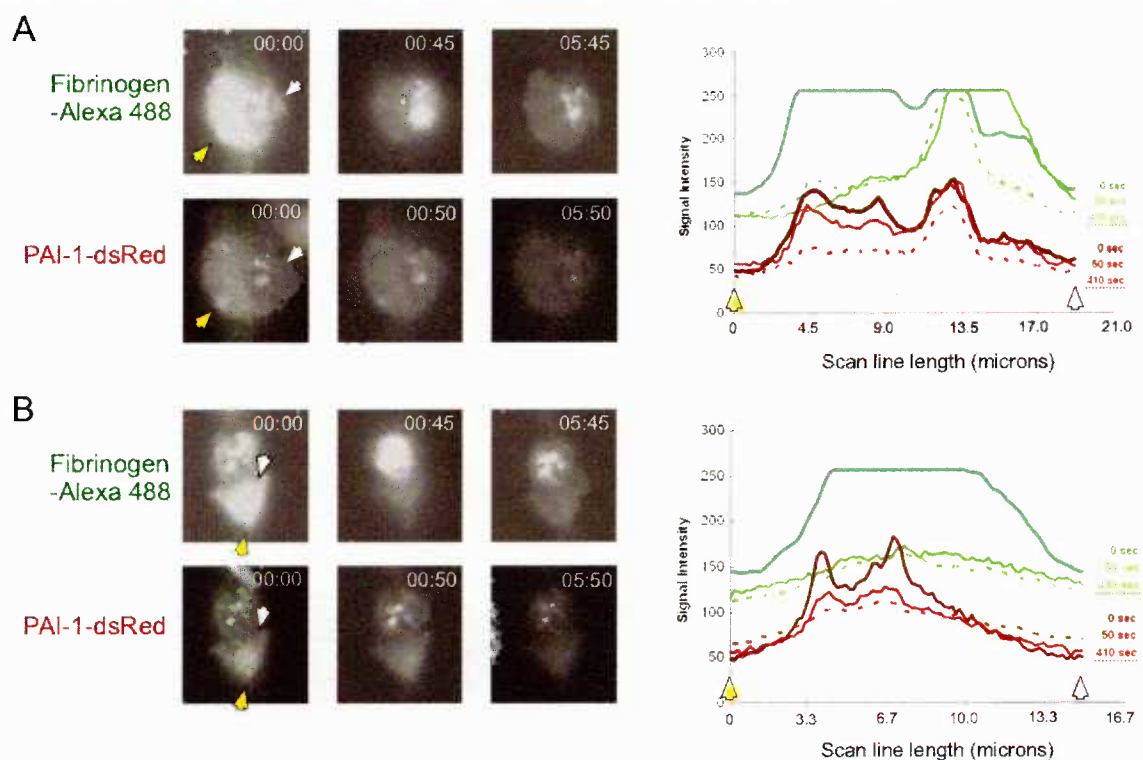 A
Fibrinogen
-Alexa 488
00:00
00:45
05:45
PAI-1-dsRed
00:00
00:50
05:50
Signal Intensity
300
250
200
150
100
50
0
0 sec
0 sec
50 sec
410 sec
0
4.5
9.0
13.5
17.0
21.0
Scan line length (microns)
B
Fibrinogen
-Alexa 488
00:00
00:45
05:45
PAI-1-dsRed
00:00
00:50
05:50
Signal Intensity
300
250
200
150
100
50
0
0 sec
0 sec
50 sec
410 sec
0
3.3
6.7
10.0
13.3
16.7
Scan line length (microns)